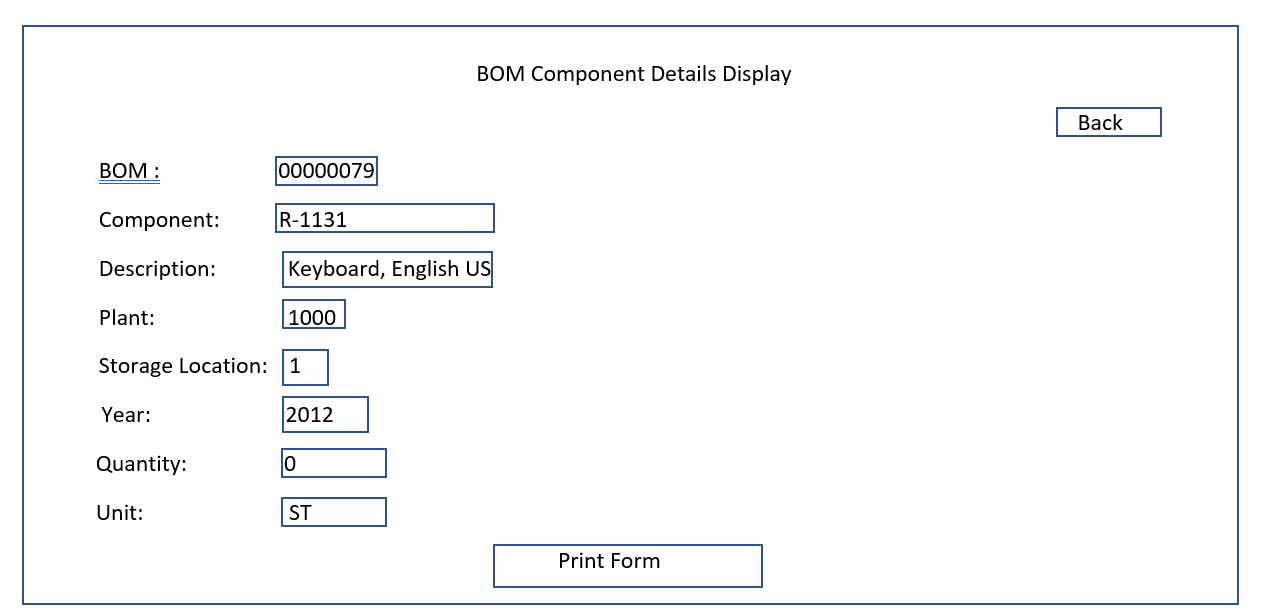 BOM Component Details Display
Back
BOM : 00000079
Component: R-1131
Description: Keyboard, English US
Plant: 1000
Storage Location: 1
Year: 2012
Quantity: 0
Unit: ST
Print Form